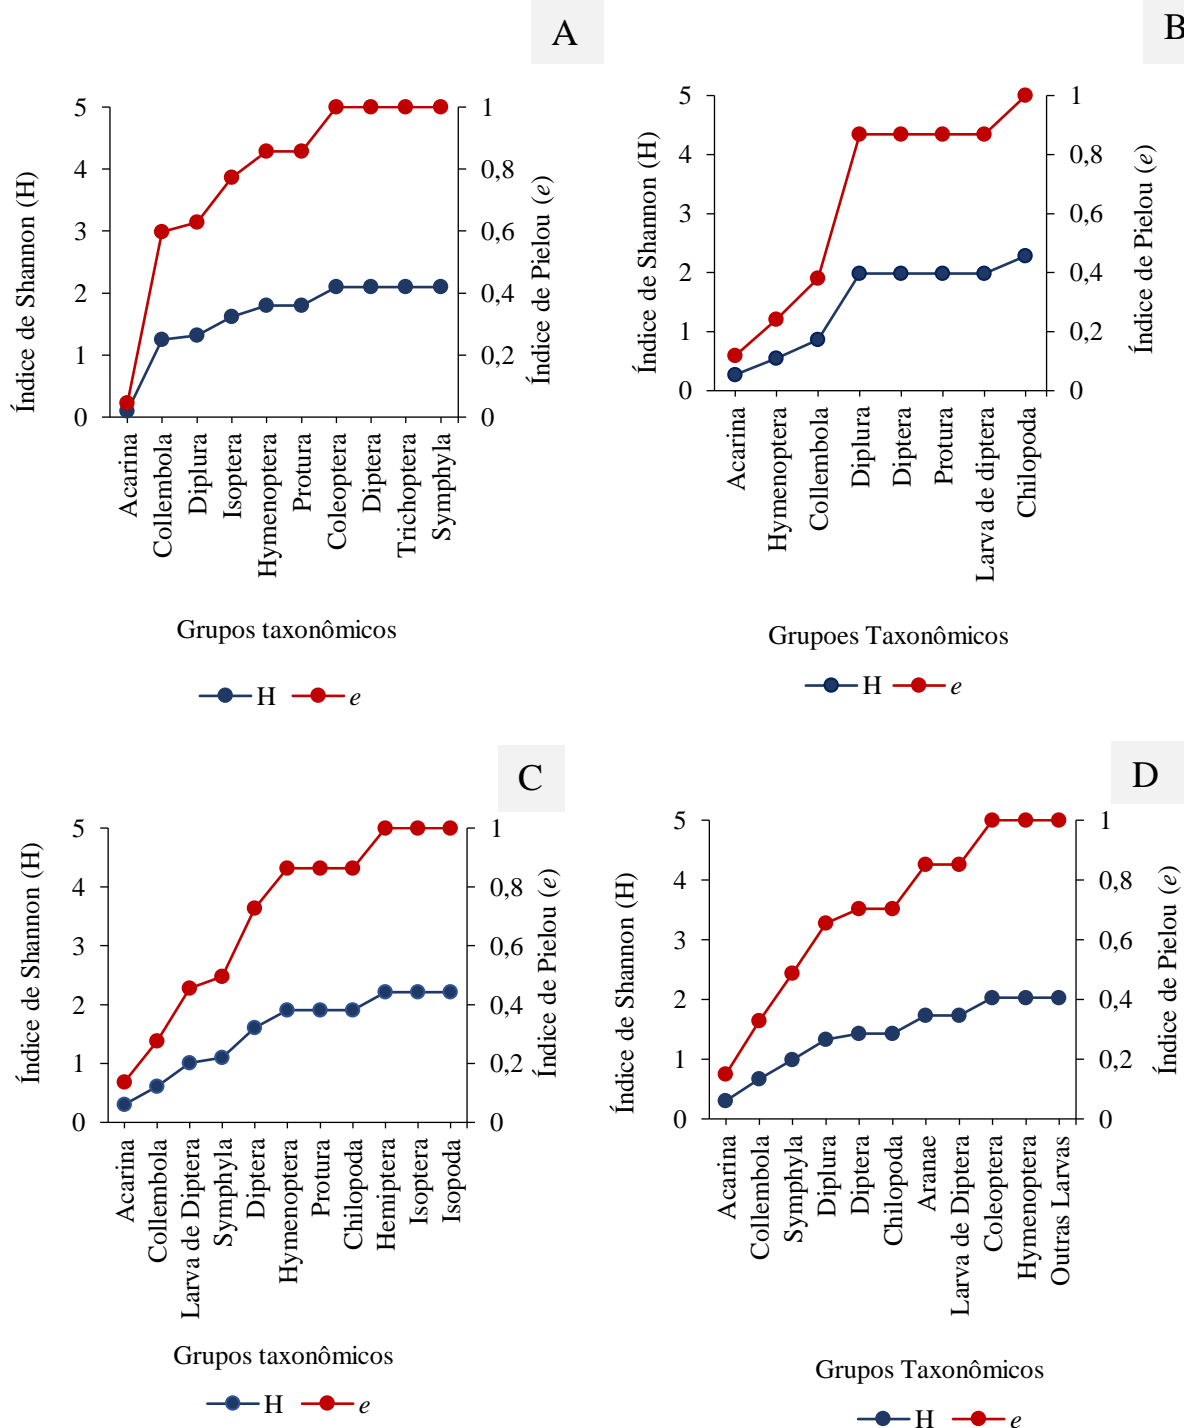 A
Índice de Shannon (H)
5
4
3
2
1
0
1
0,8
0,6
0,4
0,2
0
Índice de Pielou (e)
Acarina
Collembola
Diplura
Isoptera
Hymenoptera
Protura
Coleoptera
Diptera
Trichoptera
Symphyla
Grupos taxonômicos
H e
B
Índice de Shannon (H)
5
4
3
2
1
0
1
0,8
0,6
0,4
0,2
0
Índice de Pielou (e)
Acarina
Hymenoptera
Collembola
Diplura
Diptera
Protura
Larva de diptera
Chilopoda
Grupoes Taxonômicos
H e
C
Índice de Shannon (H)
5
4
3
2
1
0
1
0,8
0,6
0,4
0,2
0
Índice de Pielou (e)
Acarina
Collembola
Larva de Diptera
Symphyla
Diptera
Hymenoptera
Protura
Chilopoda
Hemiptera
Isoptera
Isopoda
Grupos taxonômicos
H e
D
Índice de Shannon (H)
5
4
3
2
1
0
1
0,8
0,6
0,4
0,2
0
Índice de Pielou (e)
Acarina
Collembola
Symphyla
Diplura
Diptera
Chilopoda
Aranae
Larva de Diptera
Coleoptera
Hymenoptera
Outras Larvas
Grupos Taxonômicos
H e